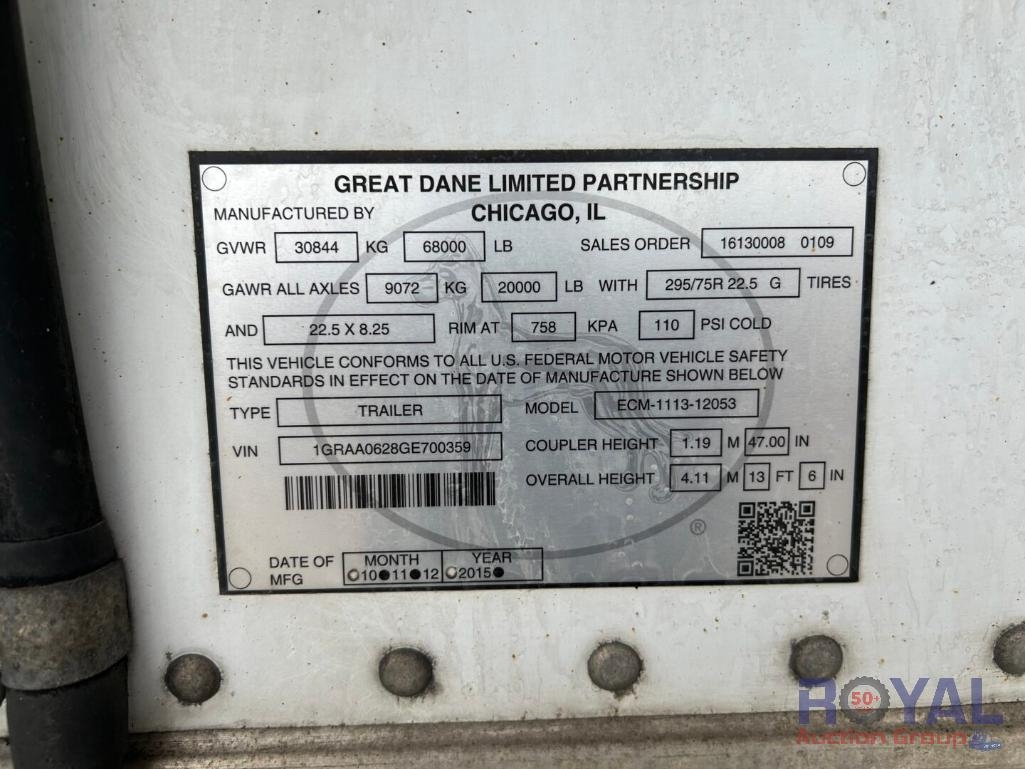 GREAT DANE LIMITED PARTNERSHIP
MANUFACTURED BY CHICAGO, IL
GVWR 30844 KG 68000 LB SALES ORDER 16130008 0109
GAWR ALL AXLES 9072 KG 20000 LB WITH 295/75R 22.5 G TIRES
AND 22.5 X 8.25 RIM AT 758 KPA 110 PSI COLD
THIS VEHICLE CONFORMS TO ALL U.S. FEDERAL MOTOR VEHICLE SAFETY
STANDARDS IN EFFECT ON THE DATE OF MANUFACTURE SHOWN BELOW
TYPE TRAILER MODEL ECM-1113-12053
VIN 1GRAA0628GE700359 COUPLER HEIGHT 1.19 M 47.00 IN
OVERALL HEIGHT 4.11 M 13 FT 6 IN
®
DATE OF MFG MONTH YEAR
10 11 12 2015
50+
ROYAL
Auction Group